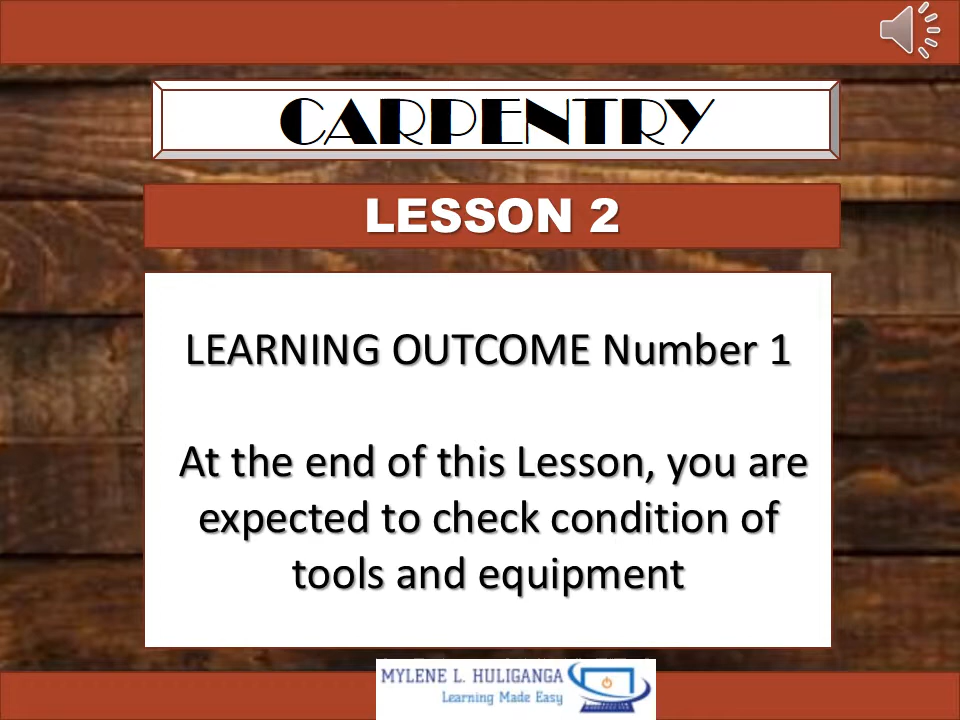 CARPENTRY
LESSON 2
LEARNING OUTCOME Number 1
At the end of this Lesson, you are
expected to check condition of
tools and equipment
MYLENE L. HULIGANGA
Learning Made Easy